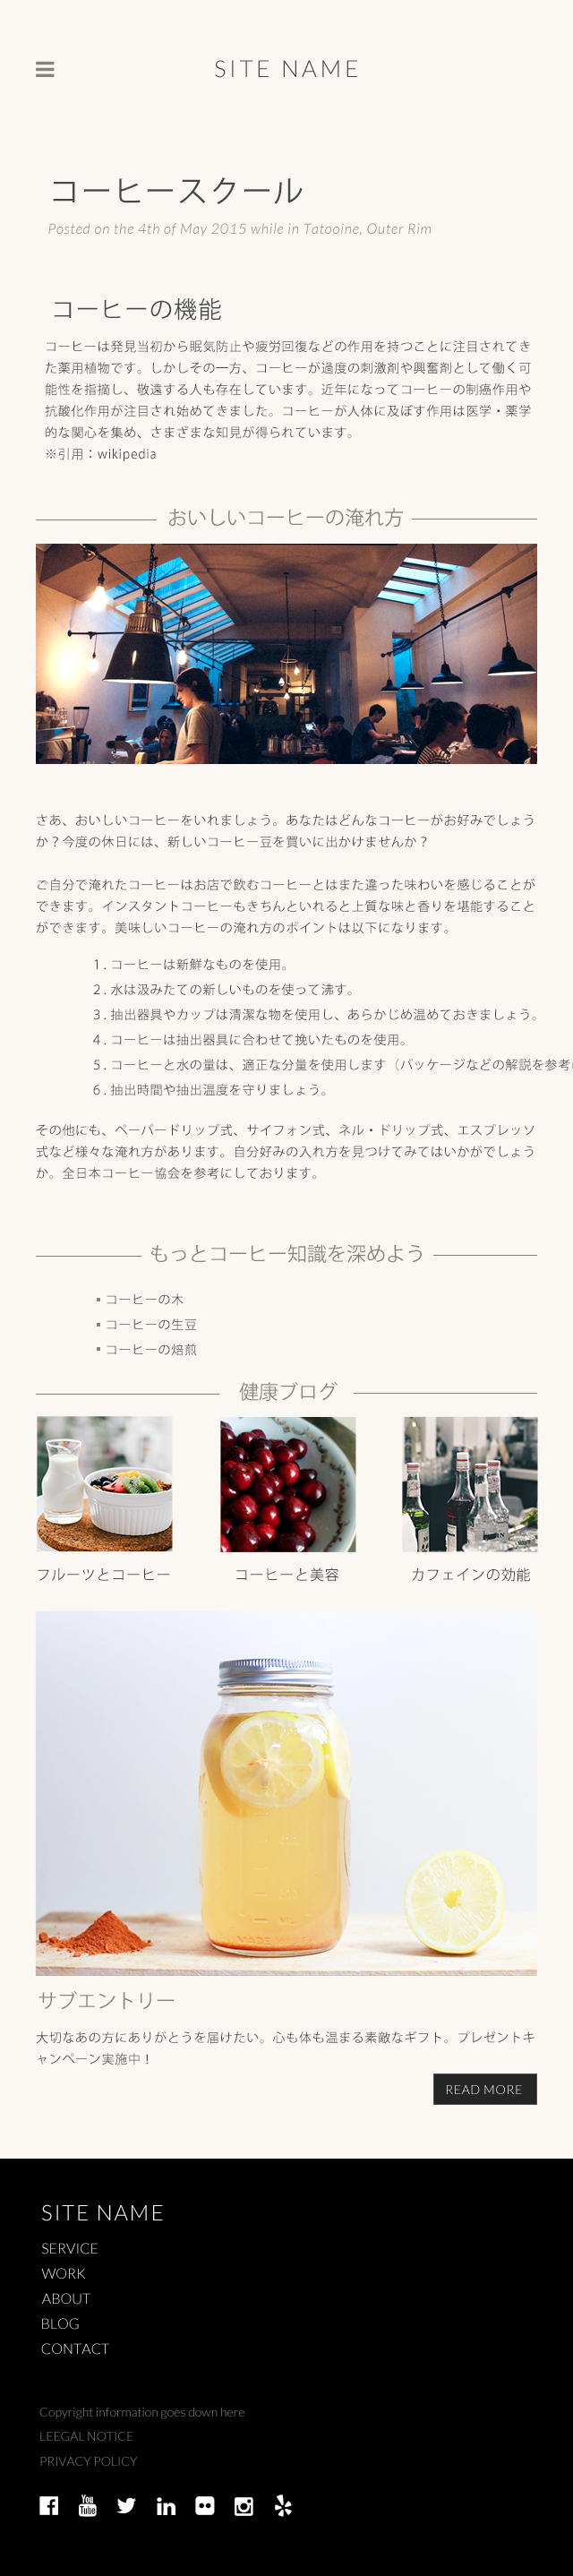 SITE NAME
コーヒースクール
Posted on the 4th of May 2015 while in Tatooine, Outer Rim
コーヒーの機能
コーヒーは発見当初から眠気防止や疲労回復などの作用を持つことに注目されてき
た薬用植物です。しかしその一方、コーヒーが過度の刺激剤や興奮剤として働く可
能性を指摘し、敬遠する人も存在しています。近年になってコーヒーの制癌作用や
抗酸化作用が注目され始めてきました。コーヒーが人体に及ぼす作用は医学・薬学
的な関心を集め、さまざまな知見が得られています。
※引用：wikipedia
おいしいコーヒーの淹れ方
さあ、おいしいコーヒーをいれましょう。あなたはどんなコーヒーがお好みでしょう
か？今度の休日には、新しいコーヒー豆を買いに出かけませんか？
ご自分で淹れたコーヒーはお店で飲むコーヒーとはまた違った味わいを感じることが
できます。インスタントコーヒーもきちんといれると上質な味と香りを堪能すること
ができます。美味しいコーヒーの淹れ方のポイントは以下になります。
1. コーヒーは新鮮なものを使用。
2. 水は汲みたての新しいものを使って沸す。
3. 抽出器具やカップは清潔な物を使用し、あらかじめ温めておきましょう。
4. コーヒーは抽出器具に合わせて挽いたものを使用。
5. コーヒーと水の量は、適正な分量を使用します（パッケージなどの解説を参考
6. 抽出時間や抽出温度を守りましょう。
その他にも、ペーパードリップ式、サイフォン式、ネル・ドリップ式、エスプレッソ
式など様々な淹れ方があります。自分好みの入れ方を見つけてみてはいかがでしょう
か。全日本コーヒー協会を参考にしております。
もっとコーヒー知識を深めよう
▪ コーヒーの木
▪ コーヒーの生豆
▪ コーヒーの焙煎
健康ブログ
フルーツとコーヒー
コーヒーと美容
カフェインの効能
サブエントリー
大切なあの方にありがとうを届けたい。心も体も温まる素敵なギフト。プレゼントキ
ャンペーン実施中！
READ MORE
SITE NAME
SERVICE
WORK
ABOUT
BLOG
CONTACT
Copyright information goes down here
LEEGAL NOTICE
PRIVACY POLICY
You Tube
in